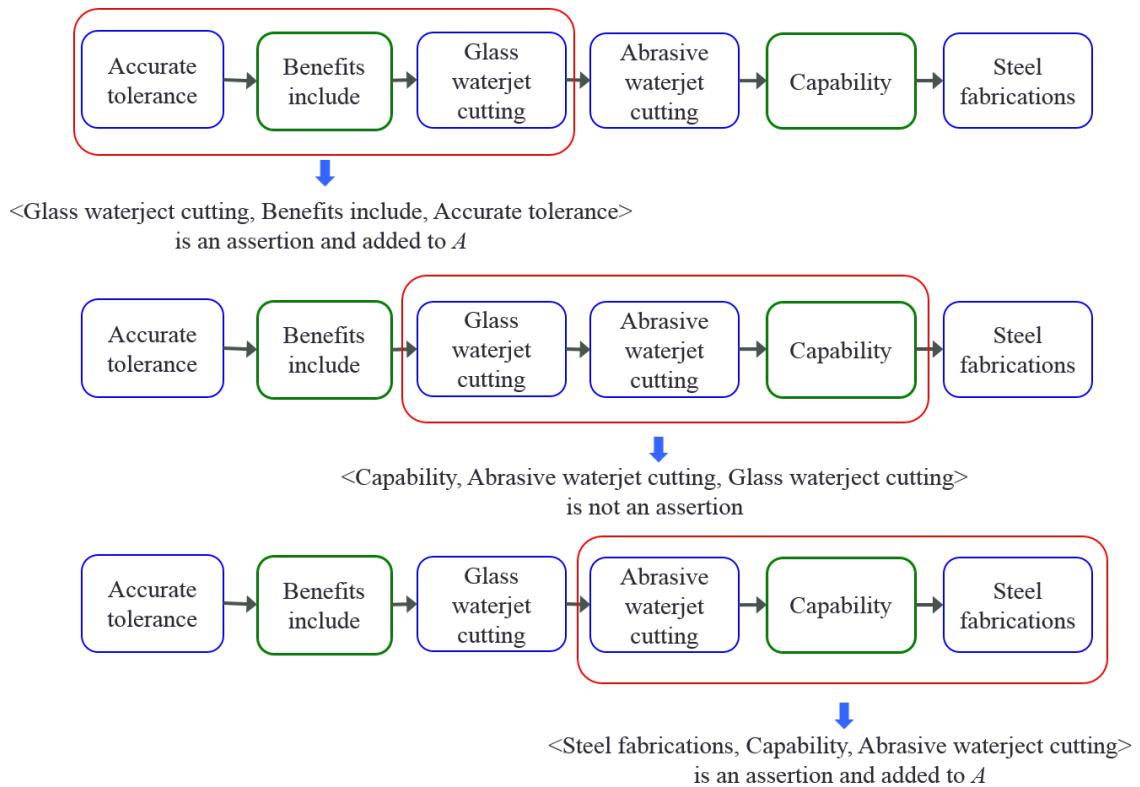 Accurate
tolerance
Benefits
include
Glass
waterjet
cutting
Abrasive
waterjet
cutting
Capability
Steel
fabrications
<Glass waterject cutting, Benefits include, Accurate tolerance>
is an assertion and added to A
Accurate
tolerance
Benefits
include
Glass
waterjet
cutting
Abrasive
waterjet
cutting
Capability
Steel
fabrications
<Capability, Abrasive waterjet cutting, Glass waterject cutting>
is not an assertion
Accurate
tolerance
Benefits
include
Glass
waterjet
cutting
Abrasive
waterjet
cutting
Capability
Steel
fabrications
<Steel fabrications, Capability, Abrasive waterject cutting>
is an assertion and added to A